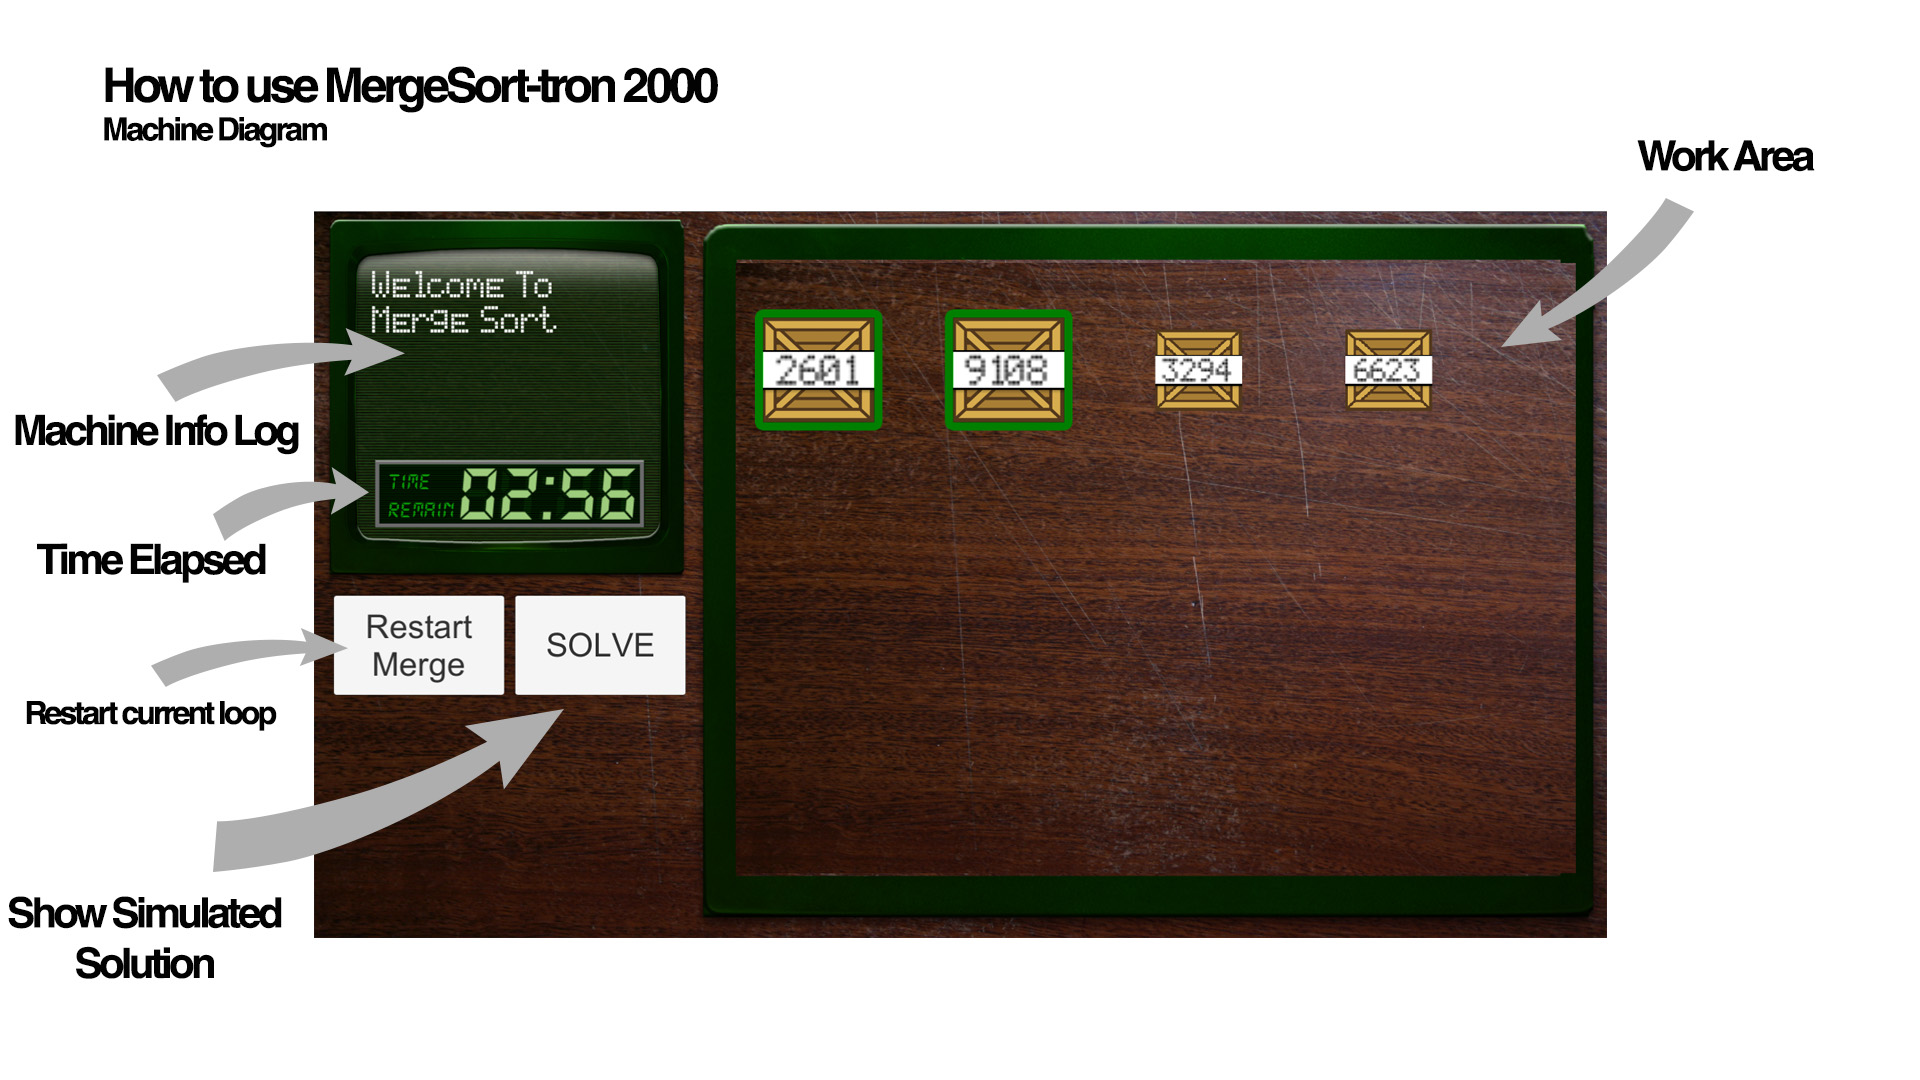 How to use MergeSort-tron 2000
Machine Diagram
Work Area
Welcome To
Merge Sort
2601
9108
3294
6623
Machine Info Log
TIME
REMAIN
02:56
Time Elapsed
Restart
Merge
SOLVE
Restart current loop
Show Simulated
Solution